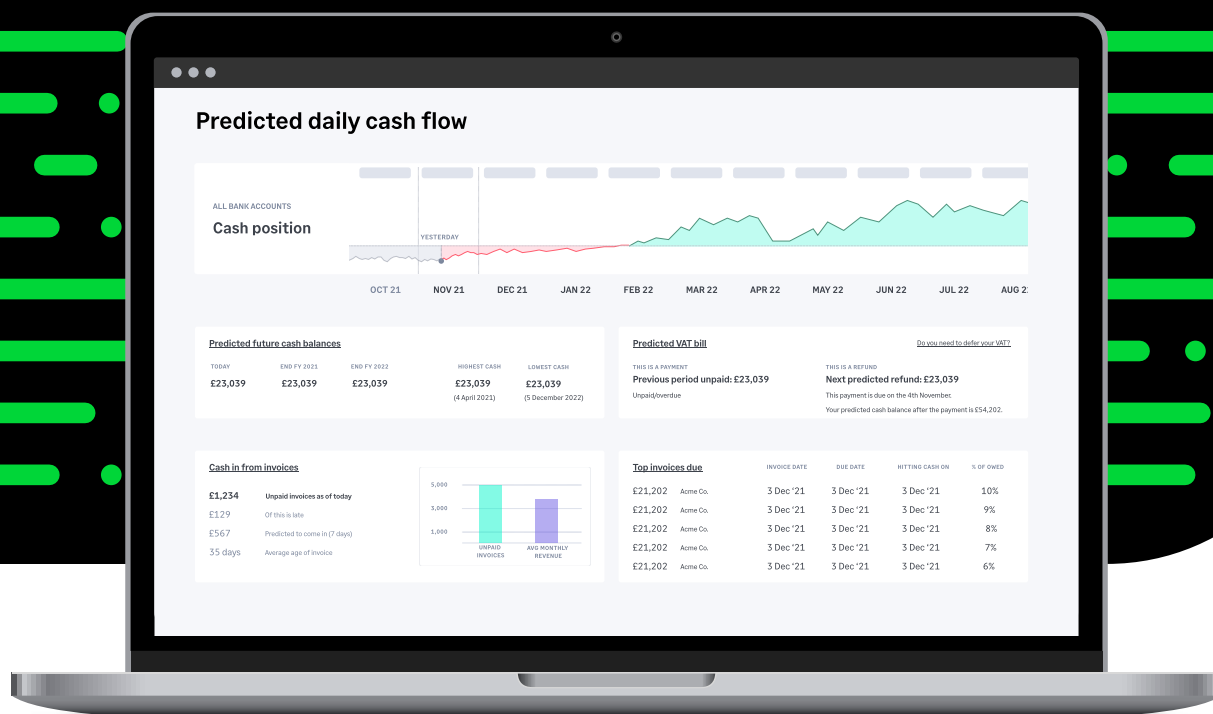 Predicted daily cash flow
ALL BANK ACCOUNTS
Cash position
YESTERDAY
OCT 21 NOV 21 DEC 21 JAN 22 FEB 22 MAR 22 APR 22 MAY 22 JUN 22 JUL 22 AUG 2
Predicted future cash balances
TODAY END FY 2021 END FY 2022 HIGHEST CASH LOWEST CASH
£23,039 £23,039 £23,039 £23,039 £23,039
(4 April 2021) (5 December 2022)
Predicted VAT bill Do you need to defer your VAT?
THIS IS A PAYMENT THIS IS A REFUND
Previous period unpaid: £23,039 Next predicted refund: £23,039
Unpaid/overdue This payment is due on the 4th November.
Your predicted cash balance after the payment is £54,202.
Cash in from invoices
£1,234 Unpaid invoices as of today
£129 Of this is late
£567 Predicted to come in (7 days)
35 days Average age of invoice
5,000
3,000
1,000
UNPAID INVOICES
AVG MONTHLY REVENUE
Top invoices due INVOICE DATE DUE DATE HITTING CASH ON % OF OWED
£21,202 Acme Co. 3 Dec ‘21 3 Dec ‘21 3 Dec ‘21 10%
£21,202 Acme Co. 3 Dec ‘21 3 Dec ‘21 3 Dec ‘21 9%
£21,202 Acme Co. 3 Dec ‘21 3 Dec ‘21 3 Dec ‘21 8%
£21,202 Acme Co. 3 Dec ‘21 3 Dec ‘21 3 Dec ‘21 7%
£21,202 Acme Co. 3 Dec ‘21 3 Dec ‘21 3 Dec ‘21 6%